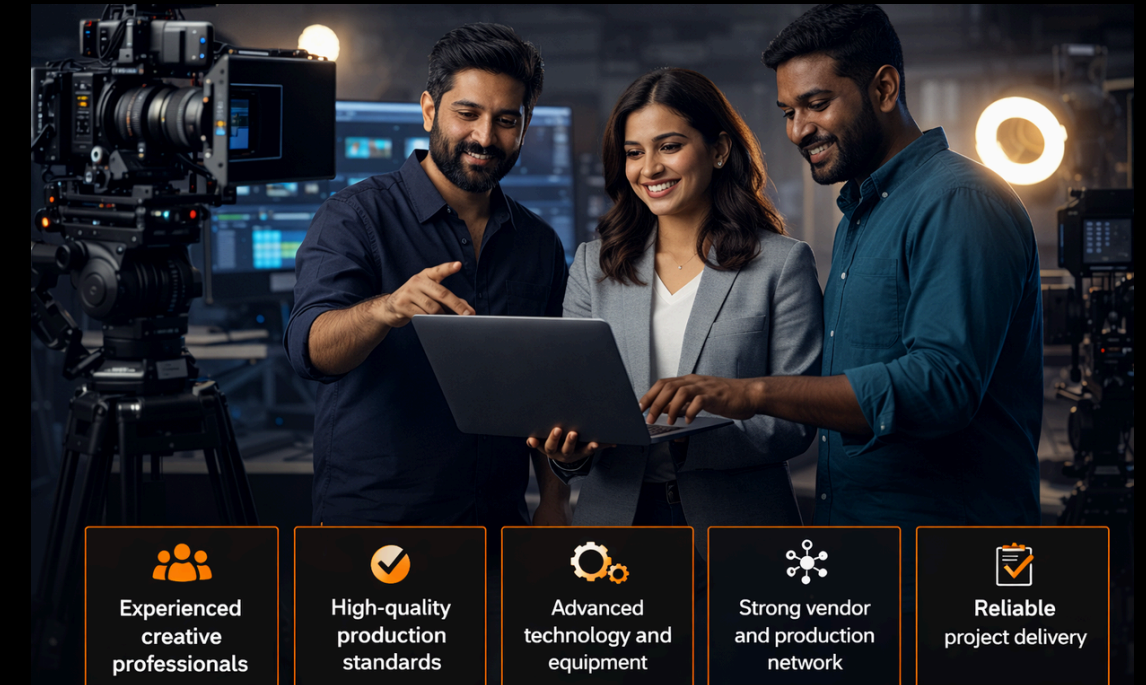 Experienced
creative
professionals
High-quality
production
standards
Advanced
technology and
equipment
Strong vendor
and production
network
Reliable
project delivery